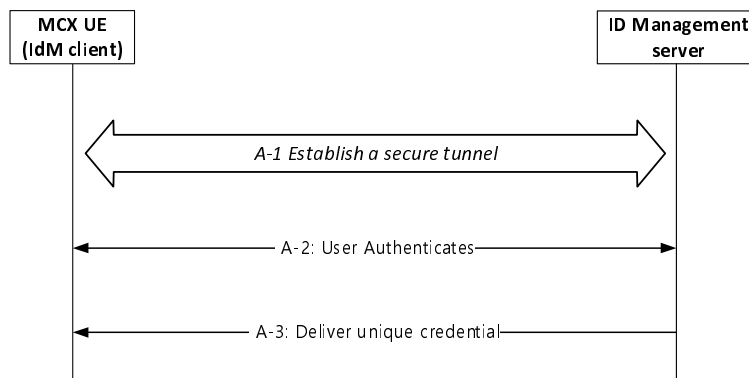 MCX UE
(IdM client)
ID Management
server
A-1 Establish a secure tunnel
A-2: User Authenticates
A-3: Deliver unique credential